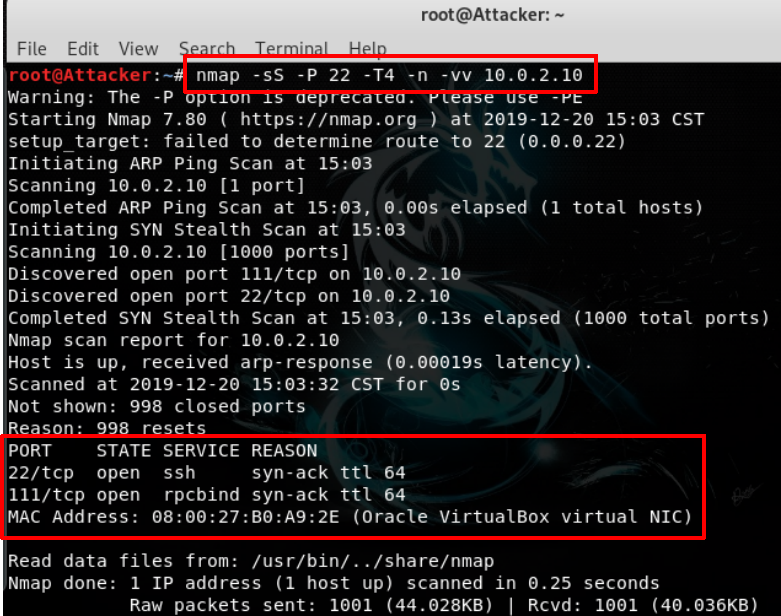 root@Attacker: ~
File Edit View Search Terminal Help
root@Attacker:~# nmap -sS -P 22 -T4 -n -vv 10.0.2.10
Warning: The -P option is deprecated. Please use -PE
Starting Nmap 7.80 ( https://nmap.org ) at 2019-12-20 15:03 CST
setup_target: failed to determine route to 22 (0.0.0.22)
Initiating ARP Ping Scan at 15:03
Scanning 10.0.2.10 [1 port]
Completed ARP Ping Scan at 15:03, 0.00s elapsed (1 total hosts)
Initiating SYN Stealth Scan at 15:03
Scanning 10.0.2.10 [1000 ports]
Discovered open port 111/tcp on 10.0.2.10
Discovered open port 22/tcp on 10.0.2.10
Completed SYN Stealth Scan at 15:03, 0.13s elapsed (1000 total ports)
Nmap scan report for 10.0.2.10
Host is up, received arp-response (0.00019s latency).
Scanned at 2019-12-20 15:03:32 CST for 0s
Not shown: 998 closed ports
Reason: 998 resets
PORT    STATE SERVICE REASON
22/tcp  open  ssh     syn-ack ttl 64
111/tcp open  rpcbind syn-ack ttl 64
MAC Address: 08:00:27:B0:A9:2E (Oracle VirtualBox virtual NIC)
Read data files from: /usr/bin/../share/nmap
Nmap done: 1 IP address (1 host up) scanned in 0.25 seconds
Raw packets sent: 1001 (44.028KB) | Rcvd: 1001 (40.036KB)